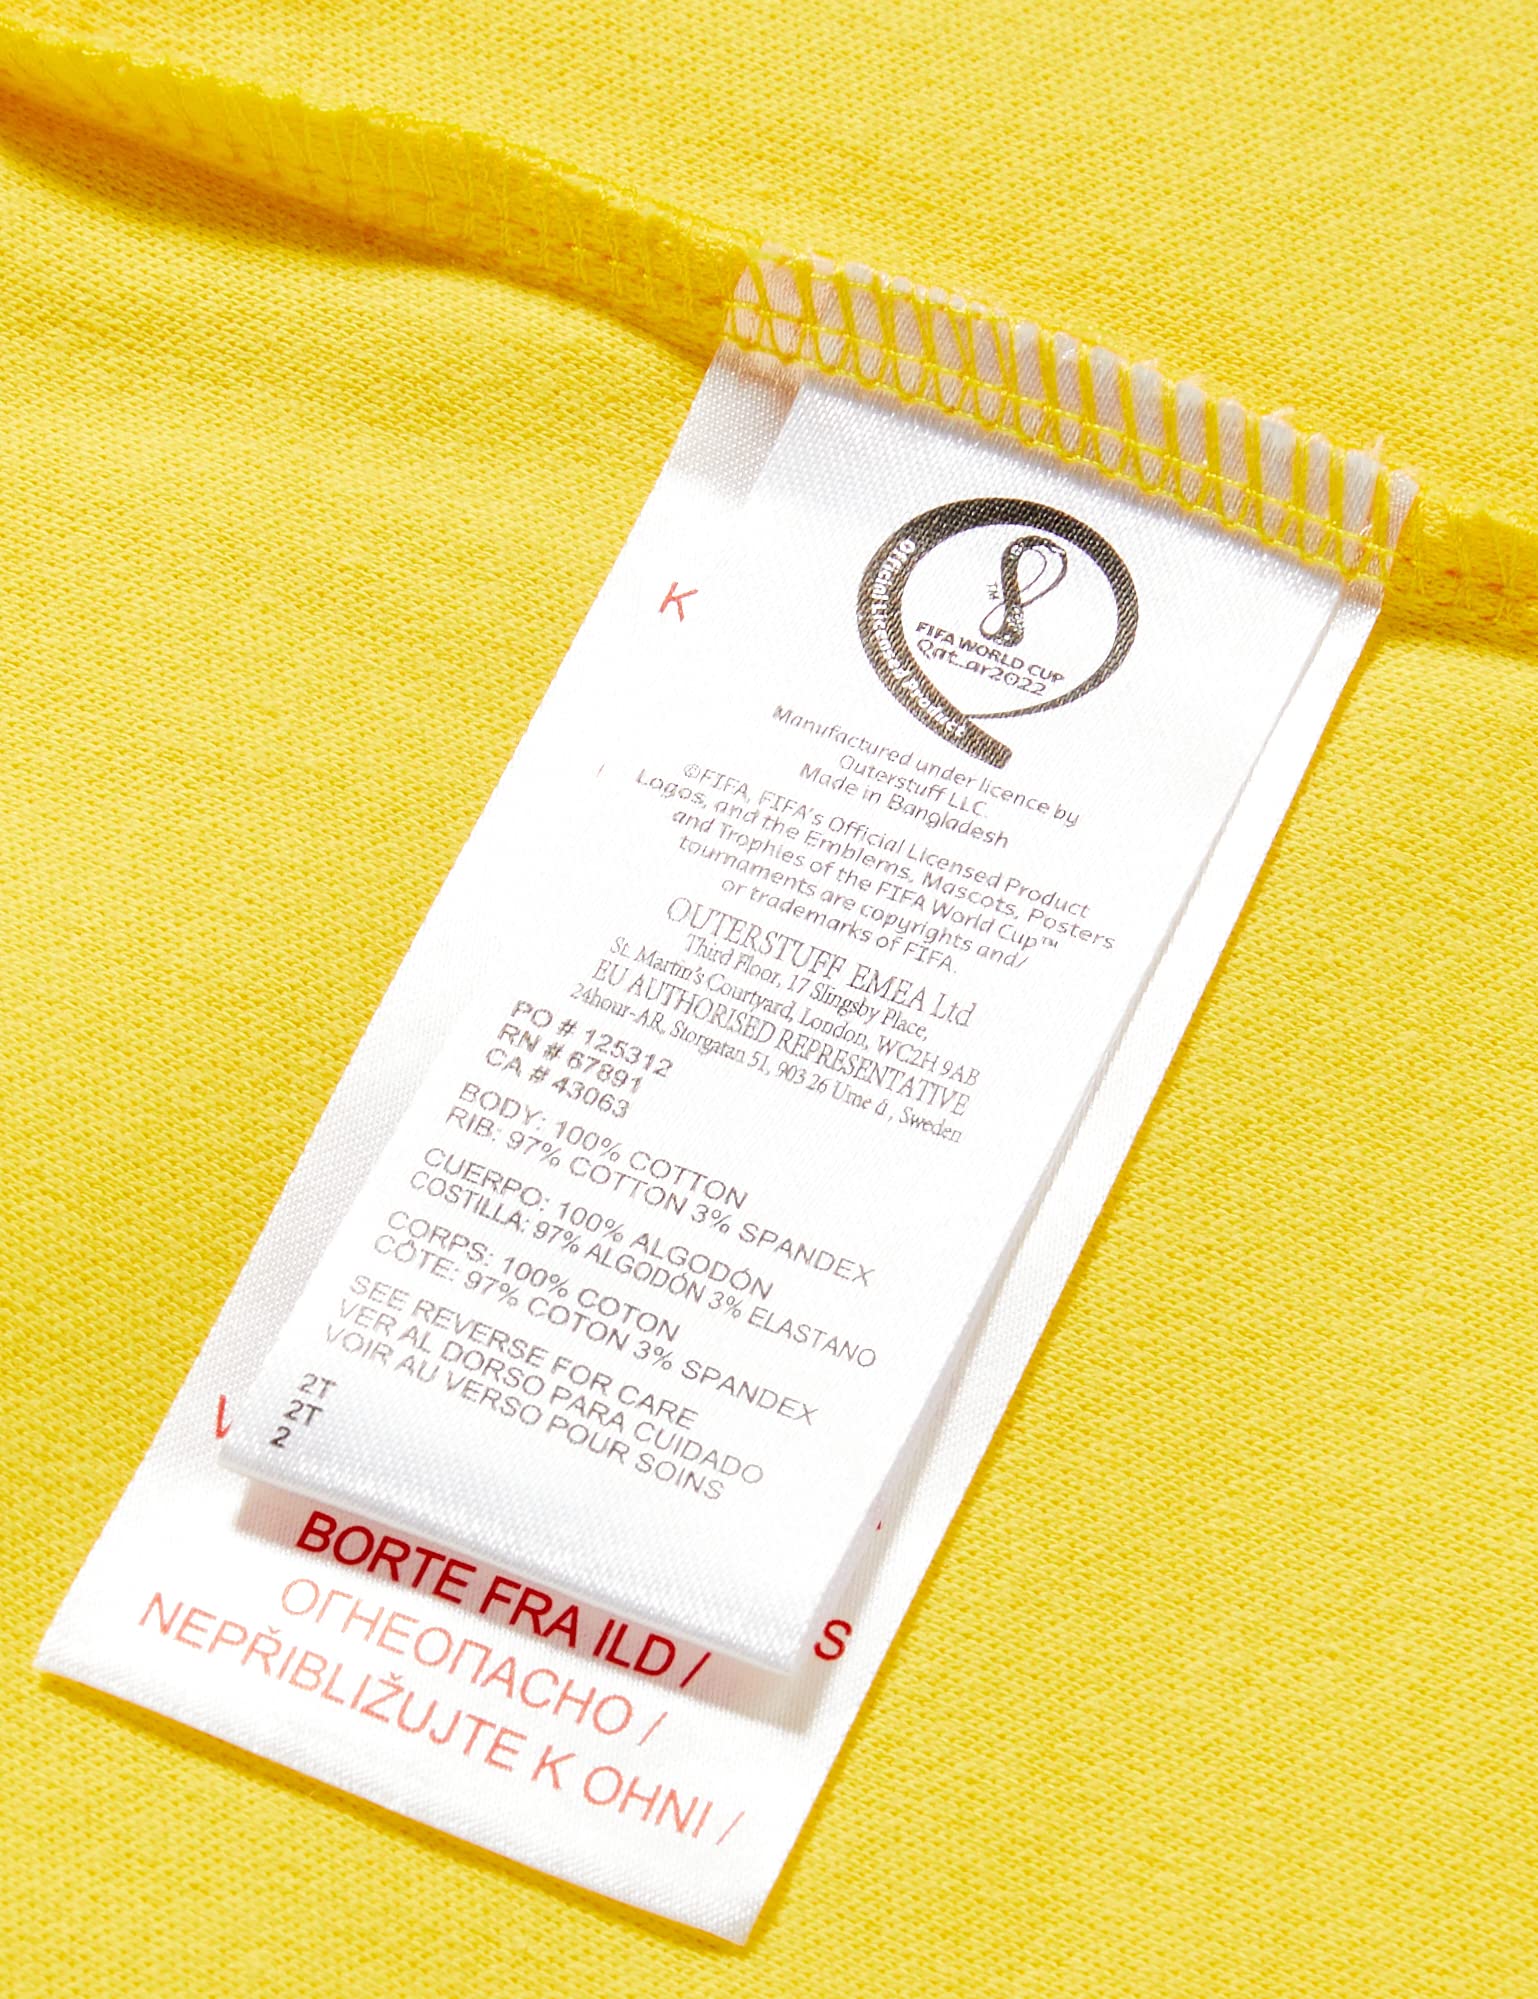 Official Licensed Product
TM
FIFA WORLD CUP
Qatar2022
Manufactured under licence by
Outerstuff LLC.
Made in Bangladesh
©FIFA, FIFA's Official Licensed Product
Logos, and the Emblems, Mascots, Posters
and Trophies of the FIFA World Cup™
tournaments are copyrights and/
or trademarks of FIFA.
OUTERSTUFF EMEA Ltd
Third Floor, 17 Slingsby Place,
St. Martin's Courtyard, London, WC2H 9AB
EU AUTHORISED REPRESENTATIVE
24hour-AR, Storgatan 51, 903 26 Ume å , Sweden
PO # 125312
RN # 67891
CA # 43063
BODY: 100% COTTON
RIB: 97% COTTON 3% SPANDEX
CUERPO: 100% ALGODÓN
COSTILLA: 97% ALGODÓN 3% ELASTANO
CORPS: 100% COTON
CÔTE: 97% COTON 3% SPANDEX
SEE REVERSE FOR CARE
VER AL DORSO PARA CUIDADO
VOIR AU VERSO POUR SOINS
2T
2T
2
K
S
BORTE FRA ILD /
ОГНЕОПАСНО /
NEPŘIBLIŽUJTE K OHNI /